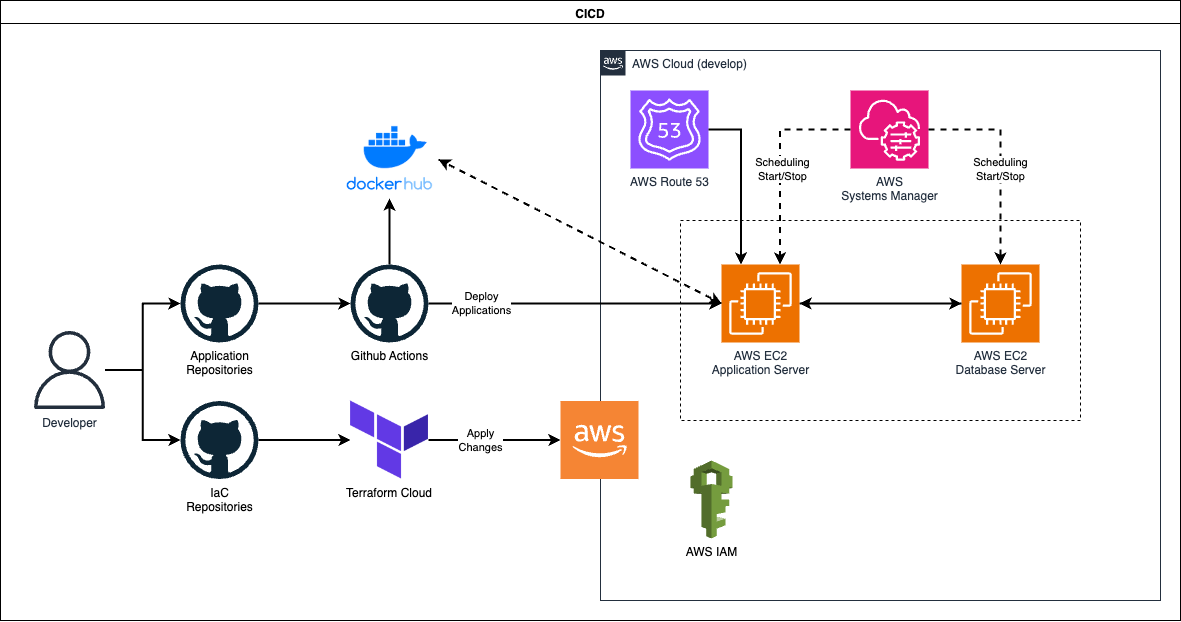 CICD
aws
AWS Cloud (develop)
53
AWS Route 53
AWS
Systems Manager
Scheduling
Start/Stop
Scheduling
Start/Stop
dockerhub
Deploy
Applications
Application
Repositories
Github Actions
AWS EC2
Application Server
AWS EC2
Database Server
Developer
Apply
Changes
aws
IaC
Repositories
Terraform Cloud
AWS IAM